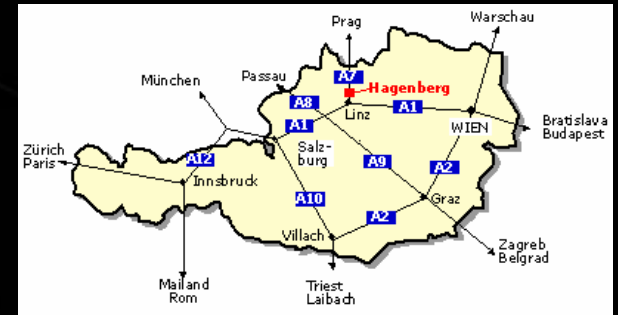 Warschau
Prag
A7
Passau
München
Hagenberg
A8
A1
Linz
A1
WIEN
Bratislava
Budapest
Zürich
Paris
A12
Salz-
burg
A9
A2
Innsbruck
A10
Graz
A2
Villach
Zagreb
Belgrad
Mailand
Rom
Triest
Laibach